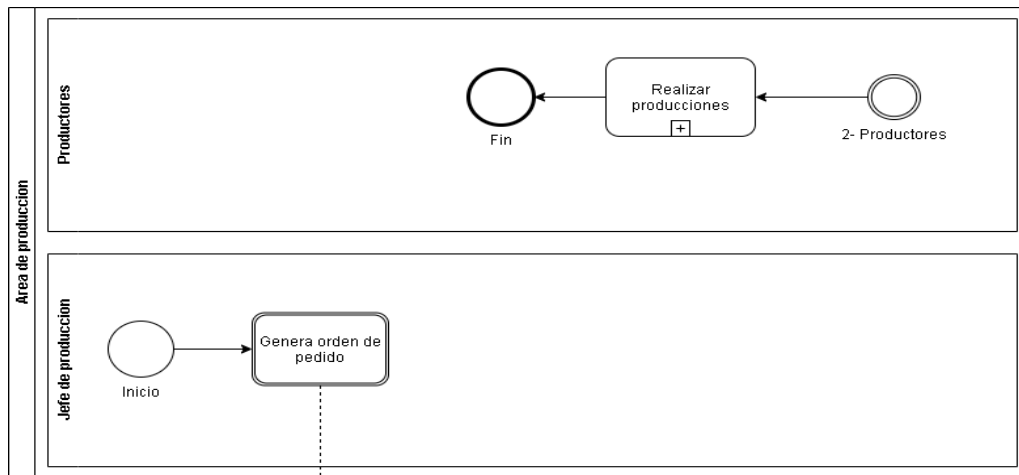 Area de produccion
Productores
Realizar
producciones
+
Fin
2- Productores
Jefe de produccion
Genera orden de
pedido
Inicio